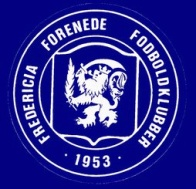 FREDERICIA FORENEDE FODBOLDKLUBBER
· 1953 ·